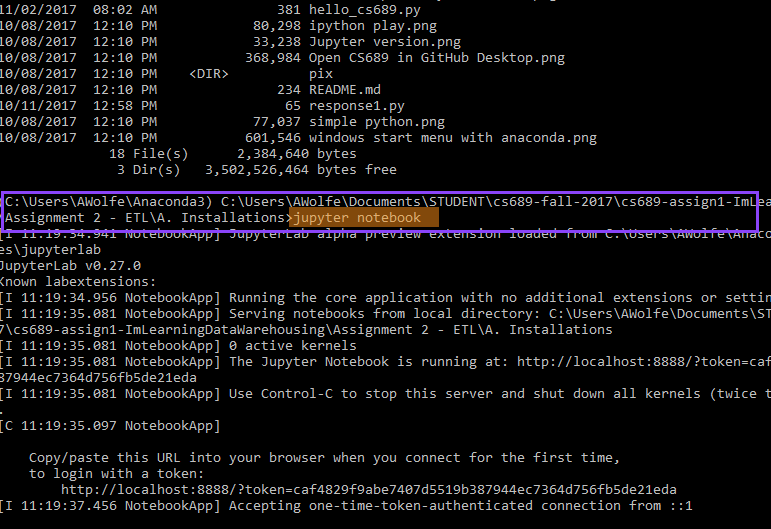 11/02/2017  08:02 AM               381 hello_cs689.py
10/08/2017  12:10 PM            80,298 ipython play.png
10/08/2017  12:10 PM            33,238 Jupyter version.png
10/08/2017  12:10 PM           368,984 Open CS689 in GitHub Desktop.png
10/08/2017  12:10 PM    <DIR>          pix
10/08/2017  12:10 PM               234 README.md
10/11/2017  12:58 PM                65 response1.py
10/08/2017  12:10 PM            77,037 simple python.png
10/08/2017  12:10 PM           601,546 windows start menu with anaconda.png
              18 File(s)      2,384,640 bytes
               3 Dir(s)   3,502,526,464 bytes free
(C:\Users\AWolfe\Anaconda3) C:\Users\AWolfe\Documents\STUDENT\cs689-fall-2017\cs689-assign1-ImLea
Assignment 2 - ETL\A. Installations>jupyter notebook
[I 11:19:34.941 NotebookApp] JupyterLab alpha preview extension loaded from C:\Users\AWolfe\Anaco
es\jupyterlab
JupyterLab v0.27.0
Known labextensions:
[I 11:19:34.956 NotebookApp] Running the core application with no additional extensions or settin
[I 11:19:35.081 NotebookApp] Serving notebooks from local directory: C:\Users\AWolfe\Documents\ST
7\cs689-assign1-ImLearningDataWarehousing\Assignment 2 - ETL\A. Installations
[I 11:19:35.081 NotebookApp] 0 active kernels
[I 11:19:35.081 NotebookApp] The Jupyter Notebook is running at: http://localhost:8888/?token=caf
87944ec7364d756fb5de21eda
[I 11:19:35.081 NotebookApp] Use Control-C to stop this server and shut down all kernels (twice t
.
[C 11:19:35.097 NotebookApp]
    Copy/paste this URL into your browser when you connect for the first time,
    to login with a token:
        http://localhost:8888/?token=caf4829f9abe7407d5519b387944ec7364d756fb5de21eda
[I 11:19:37.456 NotebookApp] Accepting one-time-token-authenticated connection from ::1